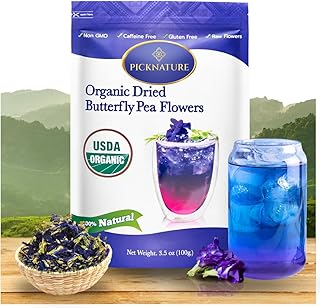 Non GMO
Caffeine Free
Gluten Free
Raw Flowers
PICKNATURE
Organic Dried
Butterfly Pea Flowers
USDA
ORGANIC
100% Natural
Net Weight, 3.5 oz (100g)